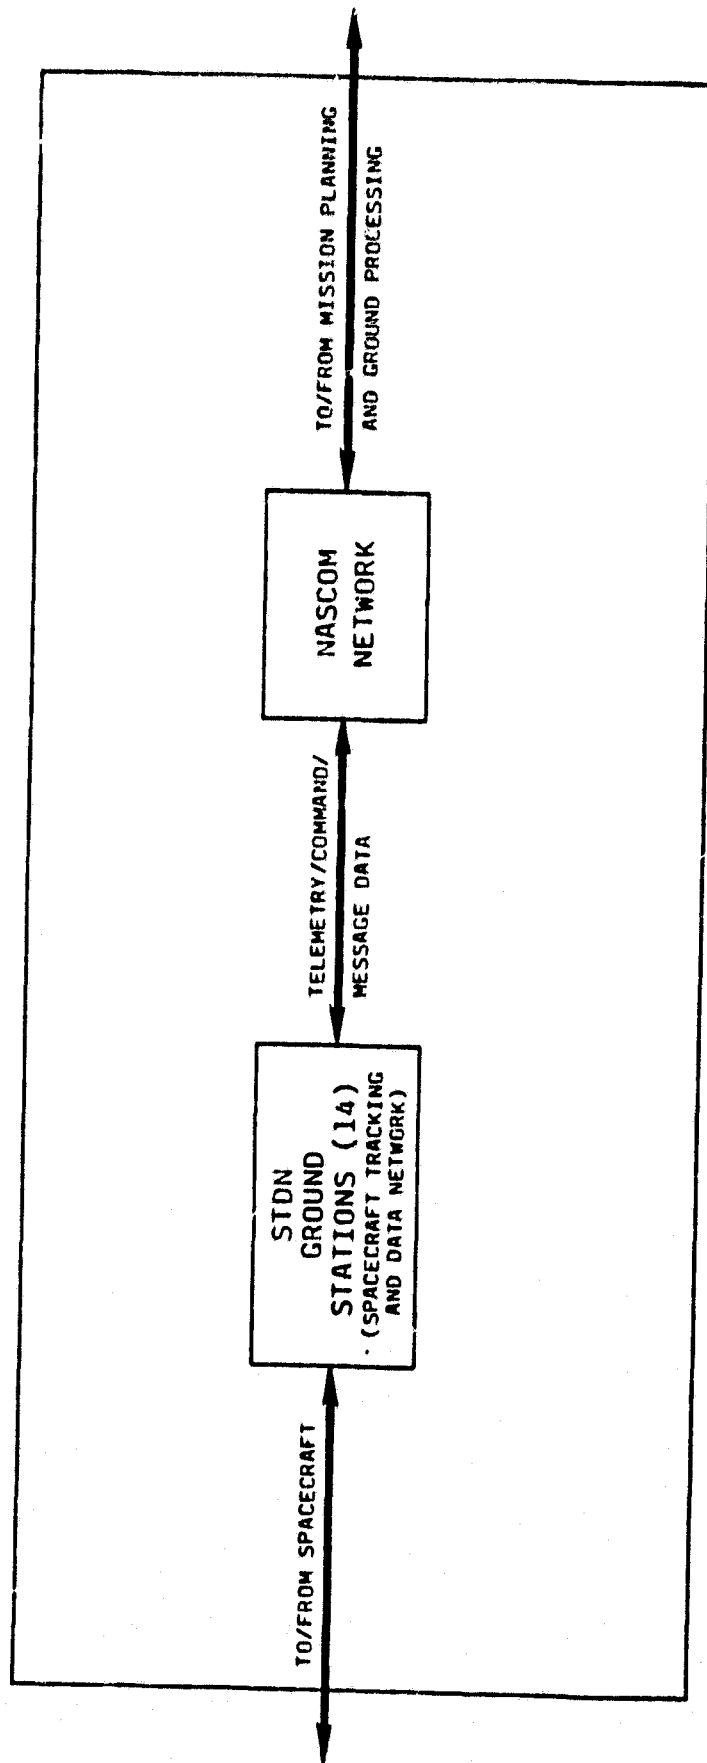 TO/FROM SPACECRAFT
STDN
GROUND
STATIONS (14)
(SPACECRAFT TRACKING
AND DATA NETWORK)
TELEMETRY/COMMAND/
MESSAGE DATA
NASCOM
NETWORK
TO/FROM MISSION PLANNING
AND GROUND PROCESSING